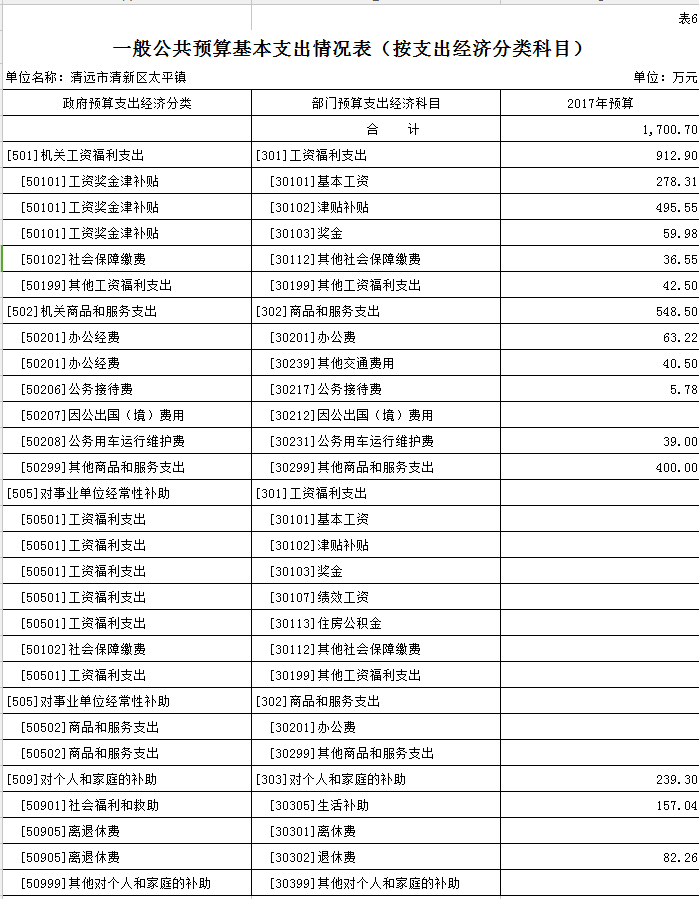 表6
一般公共预算基本支出情况表（按支出经济分类科目）
单位名称：清远市清新区太平镇 单位：万元
政府预算支出经济分类 部门预算支出经济科目 2017年预算
合 计 1,700.70
[501]机关工资福利支出 [301]工资福利支出 912.90
[50101]工资奖金津补贴 [30101]基本工资 278.31
[50101]工资奖金津补贴 [30102]津贴补贴 495.55
[50101]工资奖金津补贴 [30103]奖金 59.98
[50102]社会保障缴费 [30112]其他社会保障缴费 36.55
[50199]其他工资福利支出 [30199]其他工资福利支出 42.50
[502]机关商品和服务支出 [302]商品和服务支出 548.50
[50201]办公经费 [30201]办公费 63.22
[50201]办公经费 [30239]其他交通费用 40.50
[50206]公务接待费 [30217]公务接待费 5.78
[50207]因公出国（境）费用 [30212]因公出国（境）费用
[50208]公务用车运行维护费 [30231]公务用车运行维护费 39.00
[50299]其他商品和服务支出 [30299]其他商品和服务支出 400.00
[505]对事业单位经常性补助 [301]工资福利支出
[50501]工资福利支出 [30101]基本工资
[50501]工资福利支出 [30102]津贴补贴
[50501]工资福利支出 [30103]奖金
[50501]工资福利支出 [30107]绩效工资
[50501]工资福利支出 [30113]住房公积金
[50102]社会保障缴费 [30112]其他社会保障缴费
[50501]工资福利支出 [30199]其他工资福利支出
[505]对事业单位经常性补助 [302]商品和服务支出
[50502]商品和服务支出 [30201]办公费
[50502]商品和服务支出 [30299]其他商品和服务支出
[509]对个人和家庭的补助 [303]对个人和家庭的补助 239.30
[50901]社会福利和救助 [30305]生活补助 157.04
[50905]离退休费 [30301]离休费
[50905]离退休费 [30302]退休费 82.26
[50999]其他对个人和家庭的补助 [30399]其他对个人和家庭的补助